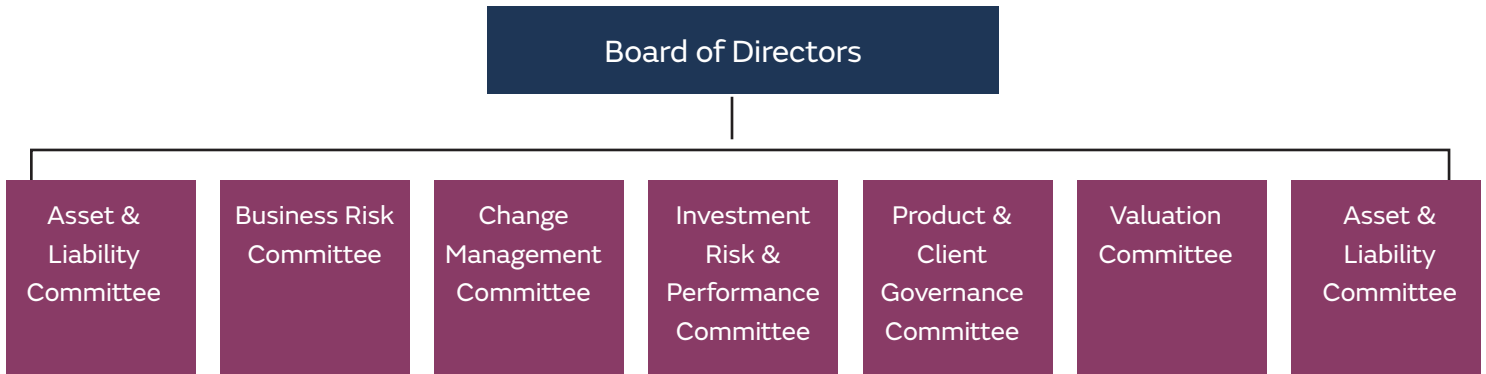 Board of Directors
Asset &
Liability
Committee
Business Risk
Committee
Change
Management
Committee
Investment
Risk &
Performance
Committee
Product &
Client
Governance
Committee
Valuation
Committee
Asset &
Liability
Committee